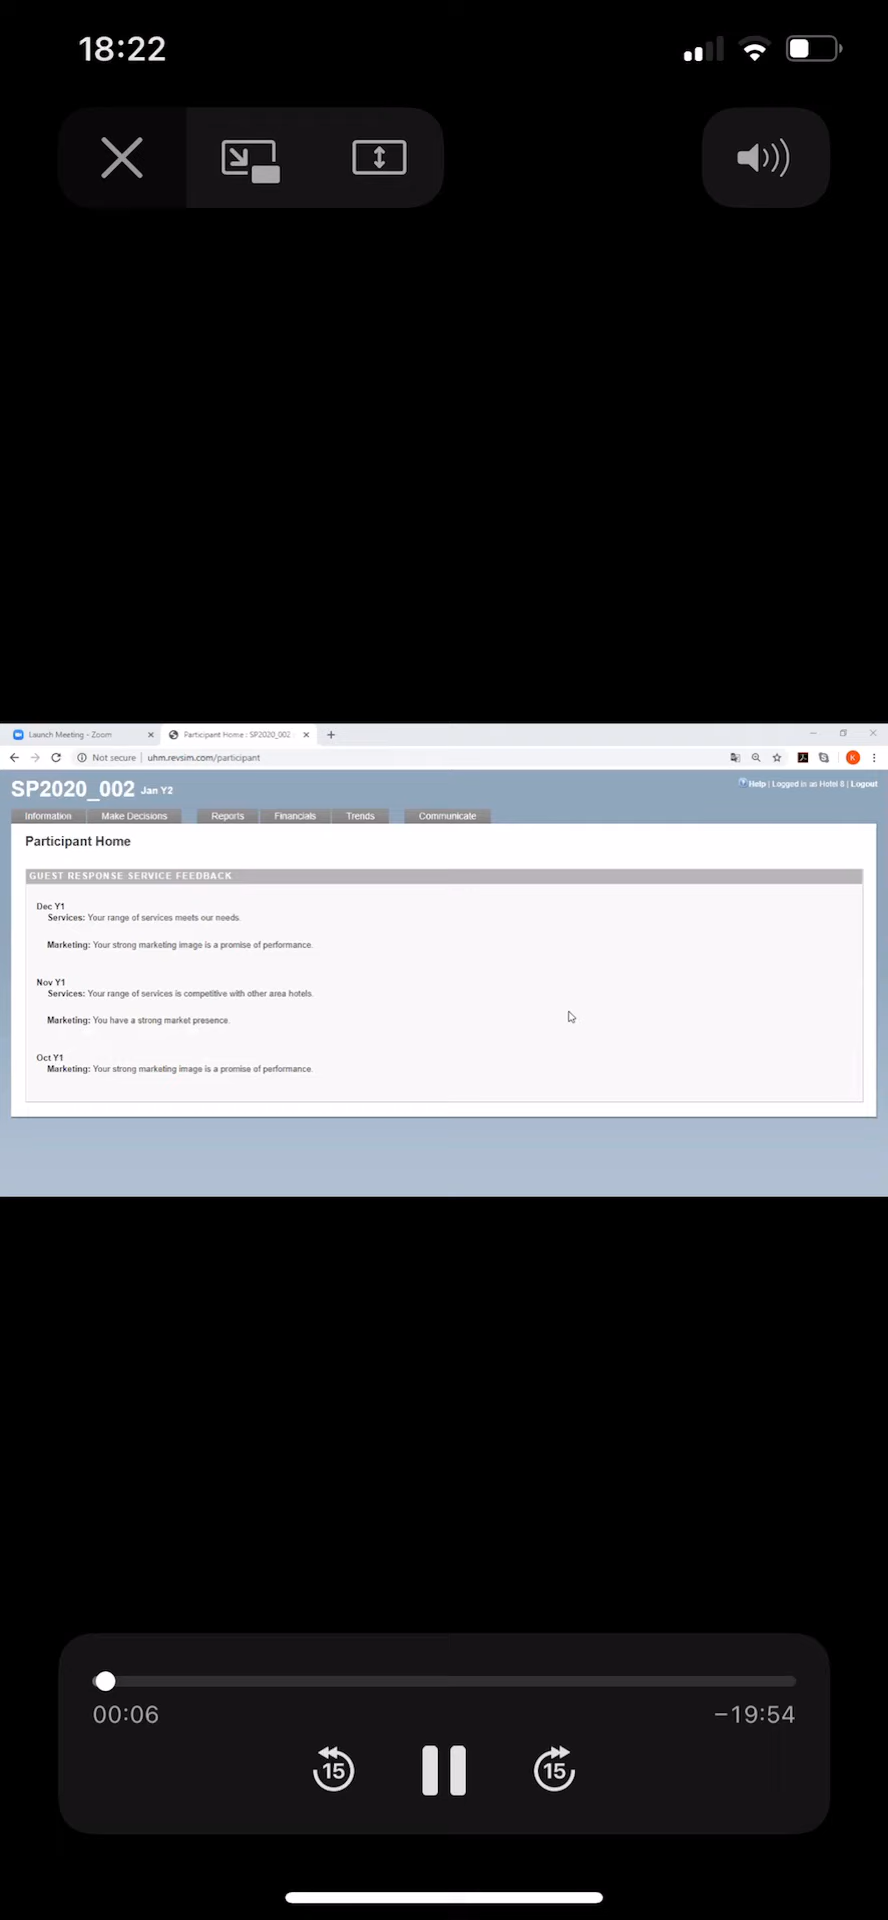 18:22
Launch Meeting - Zoom
Participant Home : SP2020_002
Not secure | uhm.revsim.com/participant
K
SP2020_002 Jan Y2
Help | Logged in as Hotel 8 | Logout
Information Make Decisions Reports Financials Trends Communicate
Participant Home
GUEST RESPONSE SERVICE FEEDBACK
Dec Y1
Services: Your range of services meets our needs.
Marketing: Your strong marketing image is a promise of performance.
Nov Y1
Services: Your range of services is competitive with other area hotels.
Marketing: You have a strong market presence.
Oct Y1
Marketing: Your strong marketing image is a promise of performance.
00:06 −19:54
15 15